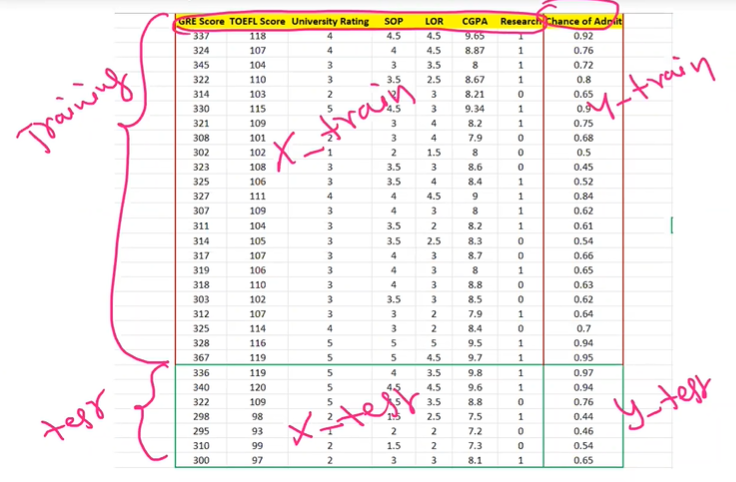 GRE Score TOEFL Score University Rating SOP LOR CGPA Research Chance of Admit
337 118 4 4.5 4.5 9.65 1 0.92
324 107 4 4 4.5 8.87 1 0.76
345 104 3 3 3.5 8 1 0.72
322 110 3 3.5 2.5 8.67 1 0.8
314 103 2 3 8.21 0 0.65
330 115 5 4.5 3 9.34 1 0.9
321 109 3 3 4 8.2 1 0.75
308 101 2 3 4 7.9 0 0.68
302 102 1 2 1.5 8 0 0.5
323 108 3 3.5 3 8.6 0 0.45
325 106 3 3.5 4 8.4 1 0.52
327 111 4 4 4.5 9 1 0.84
307 109 3 4 3 8 1 0.62
311 104 3 3.5 2 8.2 1 0.61
314 105 3 3.5 2.5 8.3 0 0.54
317 107 3 4 3 8.7 0 0.66
319 106 3 4 3 8 1 0.65
318 110 3 4 3 8.8 0 0.63
303 102 3 3.5 3 8.5 0 0.62
312 107 3 3 2 7.9 1 0.64
325 114 4 3 2 8.4 0 0.7
328 116 5 5 5 9.5 1 0.94
367 119 5 5 4.5 9.7 1 0.95
336 119 5 4 3.5 9.8 1 0.97
340 120 5 4.5 4.5 9.6 1 0.94
322 109 5 3.5 8.8 0 0.76
298 98 2 1.5 2.5 7.5 1 0.44
295 93 1 2 2 7.2 0 0.46
310 99 2 1.5 2 7.3 0 0.54
300 97 2 3 3 8.1 1 0.65
Training
X_train
Y_train
test
X_test
Y_test